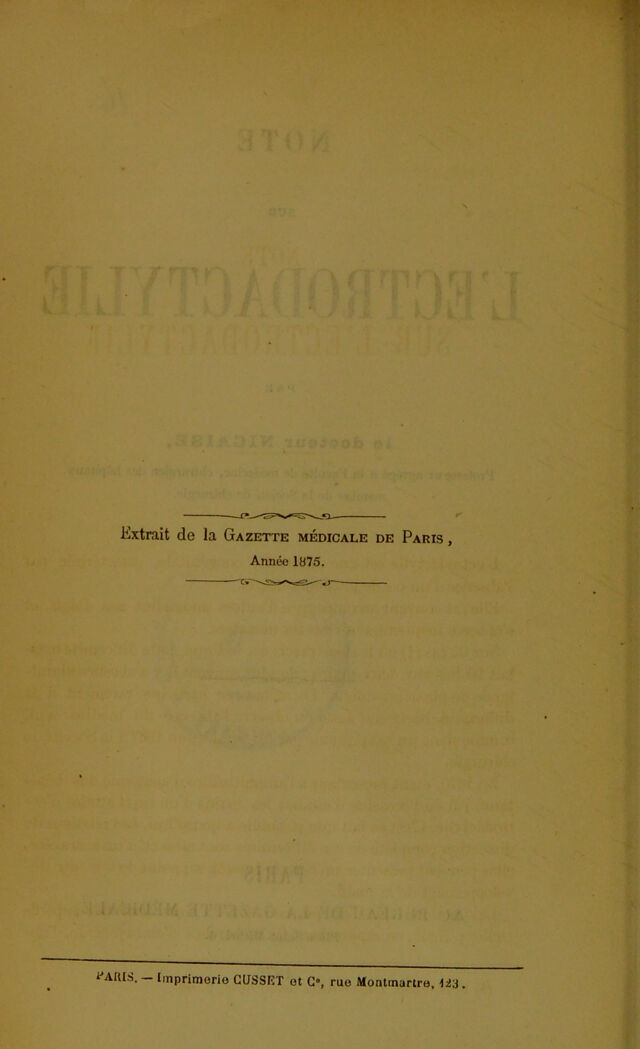 Extrait de la GAZETTE MÉDICALE DE PARIS,
Année 1875.
PARIS. — Imprimerie CUSSET et Cᵉ, rue Montmartre, 123.